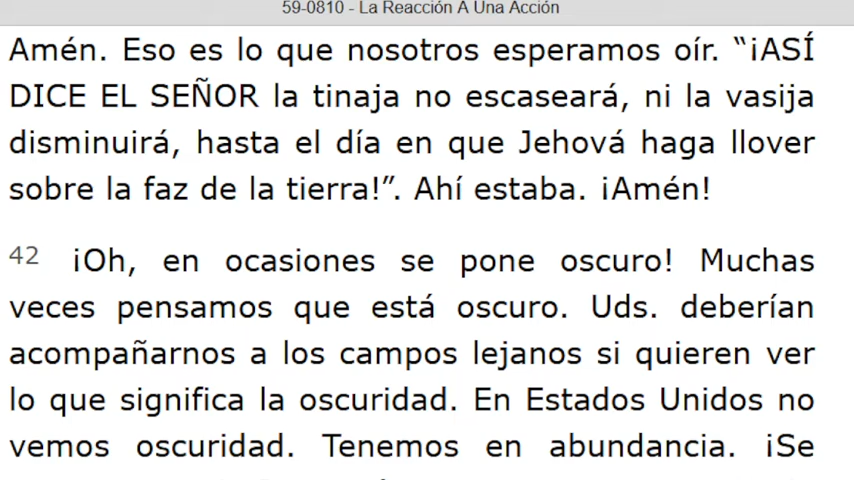 59-0810 - La Reacción A Una Acción
Amén. Eso es lo que nosotros esperamos oír. “¡ASÍ
DICE EL SEÑOR la tinaja no escaseará, ni la vasija
disminuirá, hasta el día en que Jehová haga llover
sobre la faz de la tierra!”. Ahí estaba. ¡Amén!
42 ¡Oh, en ocasiones se pone oscuro! Muchas
veces pensamos que está oscuro. Uds. deberían
acompañarnos a los campos lejanos si quieren ver
lo que significa la oscuridad. En Estados Unidos no
vemos oscuridad. Tenemos en abundancia. ¡Se